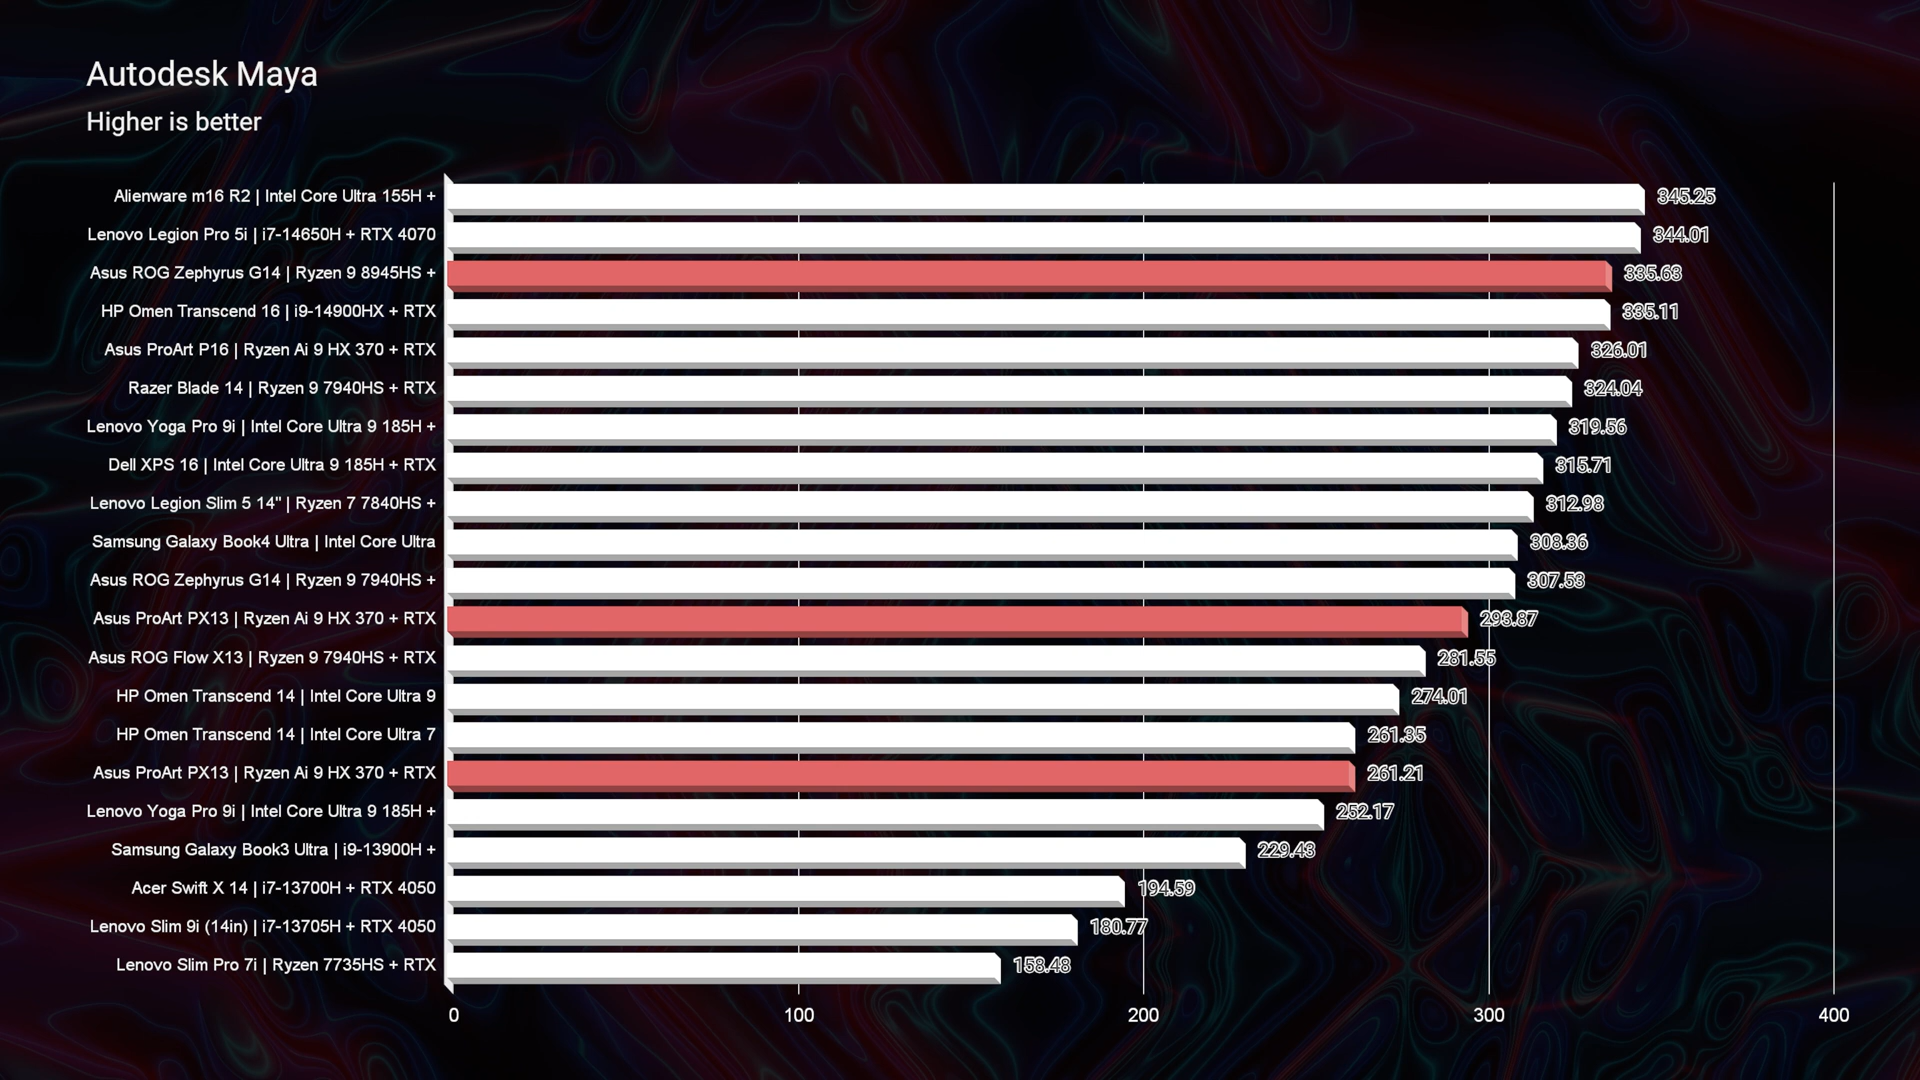 Autodesk Maya
Higher is better
Alienware m16 R2 | Intel Core Ultra 155H + 345.25
Lenovo Legion Pro 5i | i7-14650H + RTX 4070 344.01
Asus ROG Zephyrus G14 | Ryzen 9 8945HS + 335.63
HP Omen Transcend 16 | i9-14900HX + RTX 335.11
Asus ProArt P16 | Ryzen Ai 9 HX 370 + RTX 326.01
Razer Blade 14 | Ryzen 9 7940HS + RTX 324.04
Lenovo Yoga Pro 9i | Intel Core Ultra 9 185H + 319.56
Dell XPS 16 | Intel Core Ultra 9 185H + RTX 315.71
Lenovo Legion Slim 5 14" | Ryzen 7 7840HS + 312.98
Samsung Galaxy Book4 Ultra | Intel Core Ultra 308.36
Asus ROG Zephyrus G14 | Ryzen 9 7940HS + 307.53
Asus ProArt PX13 | Ryzen Ai 9 HX 370 + RTX 293.87
Asus ROG Flow X13 | Ryzen 9 7940HS + RTX 281.55
HP Omen Transcend 14 | Intel Core Ultra 9 274.01
HP Omen Transcend 14 | Intel Core Ultra 7 261.35
Asus ProArt PX13 | Ryzen Ai 9 HX 370 + RTX 261.21
Lenovo Yoga Pro 9i | Intel Core Ultra 9 185H + 252.17
Samsung Galaxy Book3 Ultra | i9-13900H + 229.43
Acer Swift X 14 | i7-13700H + RTX 4050 194.59
Lenovo Slim 9i (14in) | i7-13705H + RTX 4050 180.77
Lenovo Slim Pro 7i | Ryzen 7735HS + RTX 158.48
0 100 200 300 400